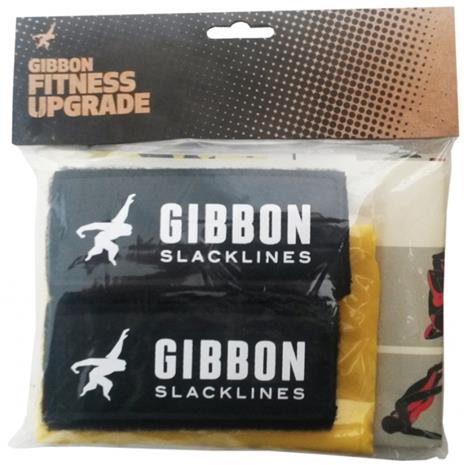 GIBBON
FITNESS
UPGRADE
GIBBON
SLACKLINES
GIBBON
SLACKLINES